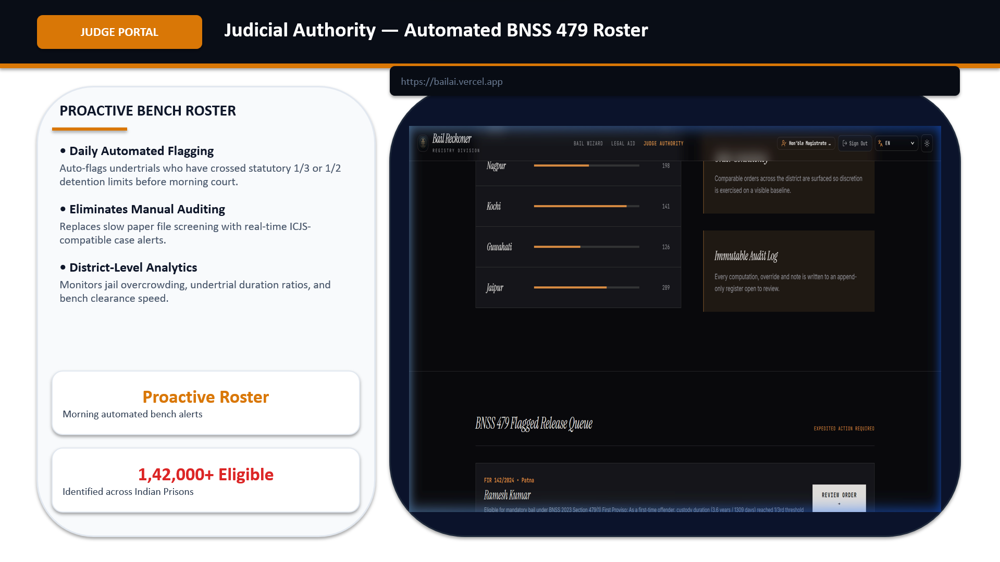 JUDGE PORTAL
Judicial Authority — Automated BNSS 479 Roster
PROACTIVE BENCH ROSTER
• Daily Automated Flagging
Auto-flags undertrials who have crossed statutory 1/3 or 1/2
detention limits before morning court.
• Eliminates Manual Auditing
Replaces slow paper file screening with real-time ICJS-
compatible case alerts.
• District-Level Analytics
Monitors jail overcrowding, undertrial duration ratios, and
bench clearance speed.
Proactive Roster
Morning automated bench alerts
1,42,000+ Eligible
Identified across Indian Prisons
https://bailai.vercel.app
Bail Reckoner
REGISTRY DIVISION
BAIL WIZARD
LEGAL AID
JUDGE AUTHORITY
Hon'ble Magistrate …
Sign Out
EN
Nagpur
198
Kochi
141
Guwahati
126
Jaipur
289
Comparable orders across the district are surfaced so discretion
is exercised on a visible baseline.
Immutable Audit Log
Every computation, override and note is written to an append-
only register open to review.
BNSS 479 Flagged Release Queue
EXPEDITED ACTION REQUIRED
FIR 142/2024 • Patna
Ramesh Kumar
Eligible for mandatory bail under BNSS 2023 Section 479(1) First Proviso: As a first-time offender, custody duration (3.6 years / 1309 days) reached 1/3rd threshold
REVIEW ORDER
→